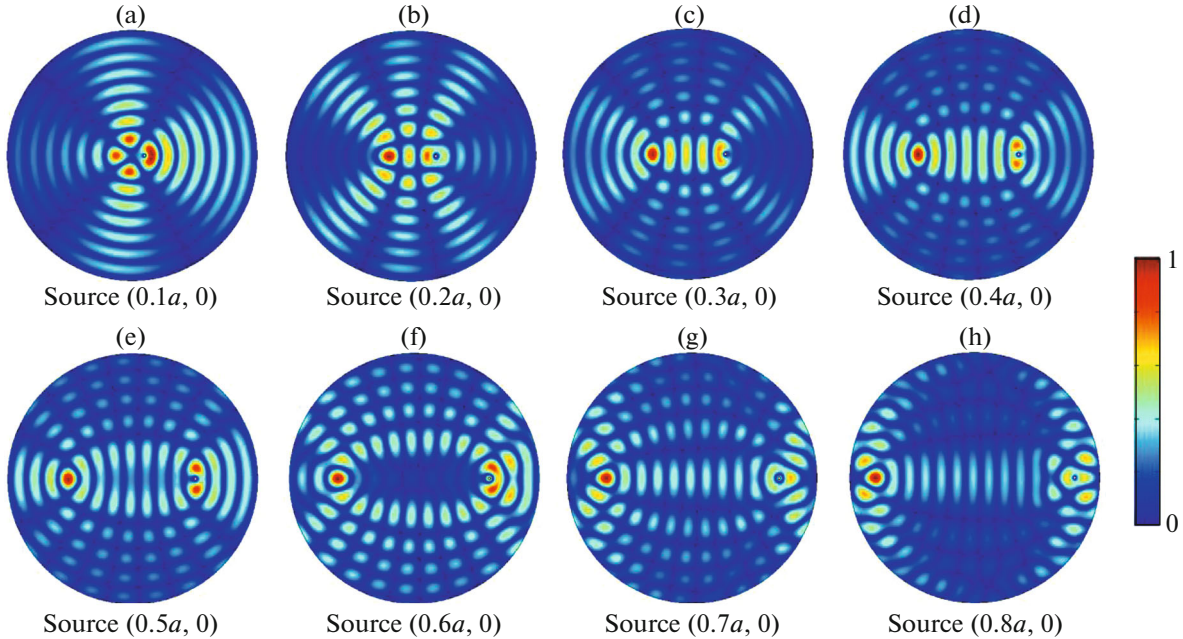 (a) (b) (c) (d)
Source (0.1a, 0) Source (0.2a, 0) Source (0.3a, 0) Source (0.4a, 0)
1
(e) (f) (g) (h)
0
Source (0.5a, 0) Source (0.6a, 0) Source (0.7a, 0) Source (0.8a, 0)